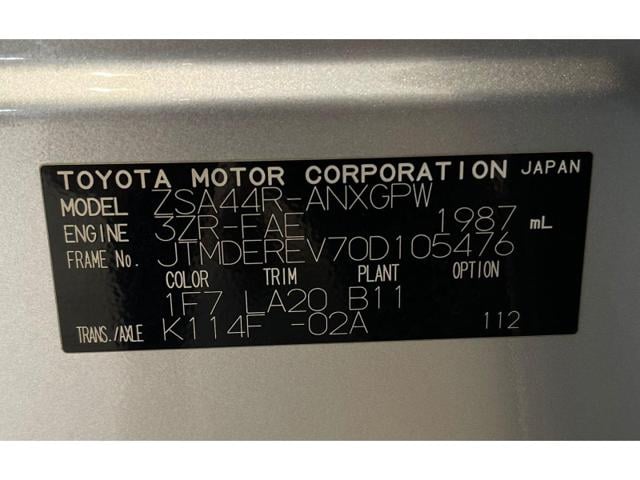 TOYOTA MOTOR CORPORATION JAPAN
MODEL ZSA44R-ANXGPW
ENGINE 3ZR-FAE 1987 mL
FRAME No. JTMDEREV70D105476
COLOR TRIM PLANT OPTION
1F7 LA20 B11
TRANS./AXLE K114F -02A 112